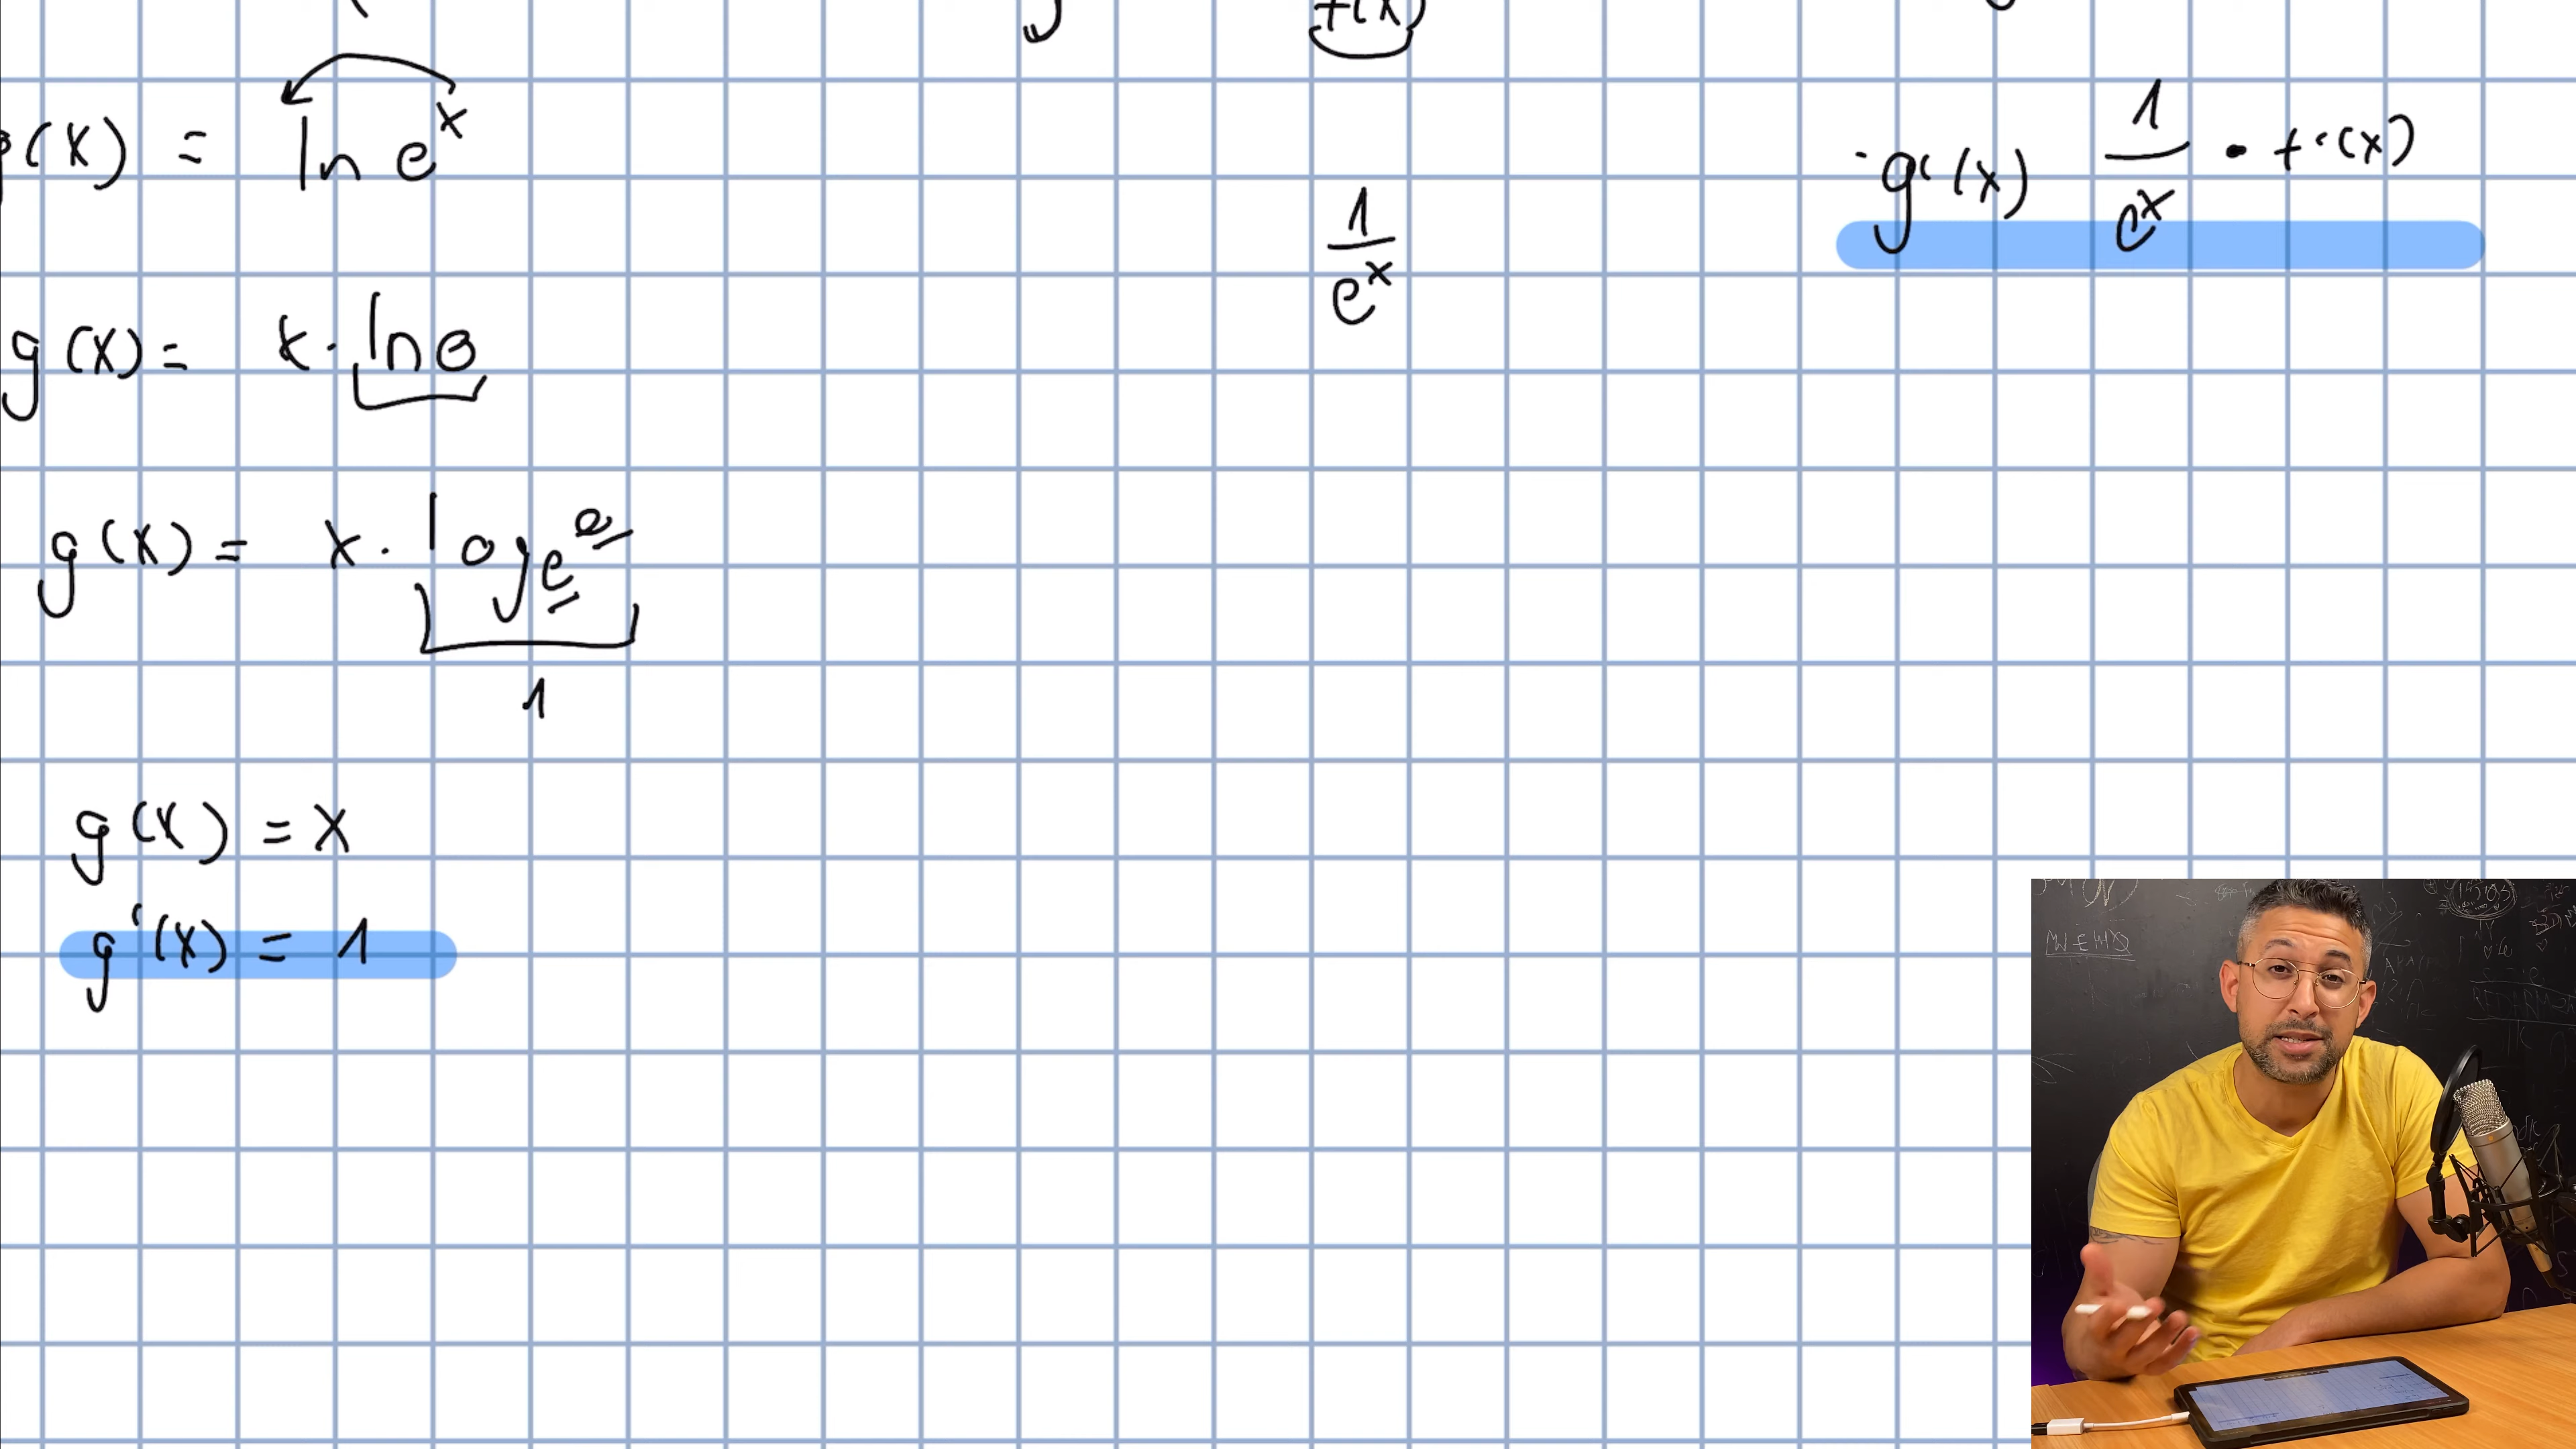 f(x)
g(x) = ln e^x
g(x) = x · ln e
g(x) = x · log_e e
1
g(x) = x
g'(x) = 1
1/e^x
g'(x) 1/e^x · f'(x)